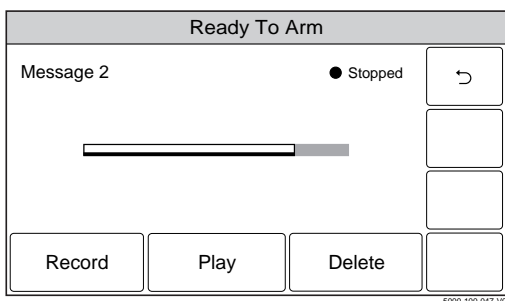 Ready To Arm
Message 2
Stopped
Record
Play
Delete